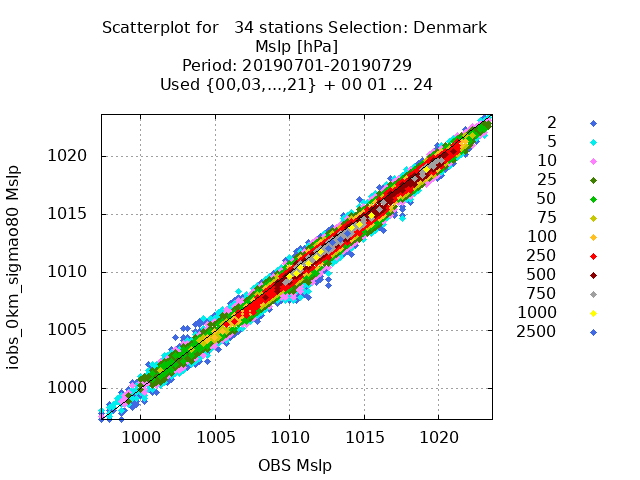 Scatterplot for   34 stations Selection: Denmark
Mslp [hPa]
Period: 20190701-20190729
Used {00,03,...,21} + 00 01 ... 24
iobs_0km_sigmao80 Mslp
1020
1015
1010
1005
1000
1000 1005 1010 1015 1020
OBS Mslp
2
5
10
25
50
75
100
250
500
750
1000
2500